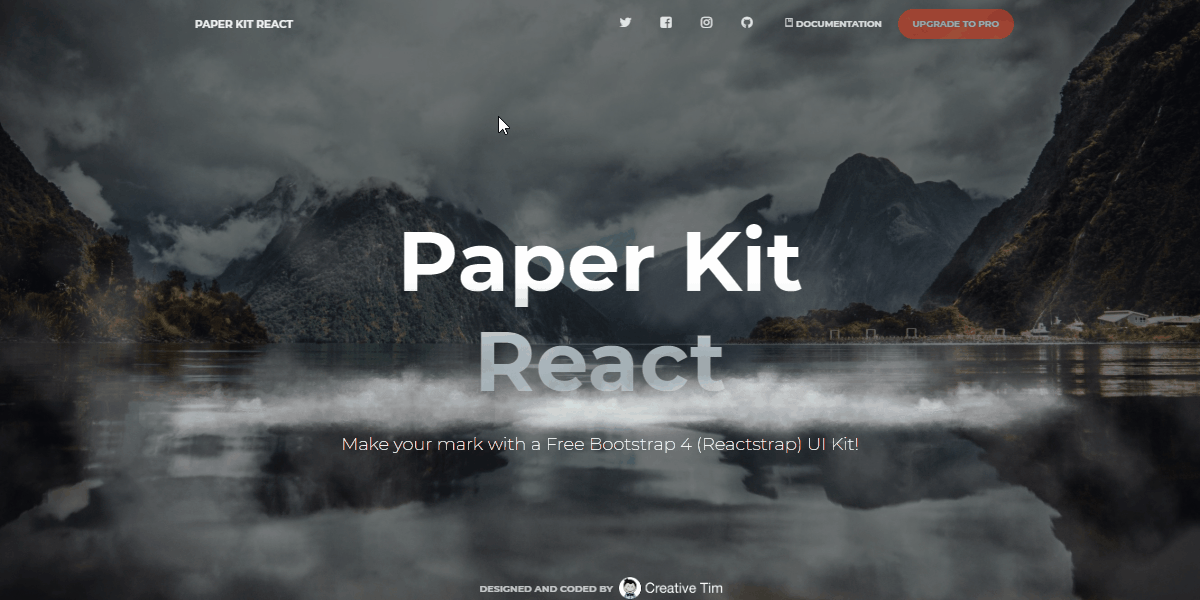 PAPER KIT REACT
DOCUMENTATION
UPGRADE TO PRO
Paper Kit
React
Make your mark with a Free Bootstrap 4 (Reactstrap) UI Kit!
DESIGNED AND CODED BY Creative Tim